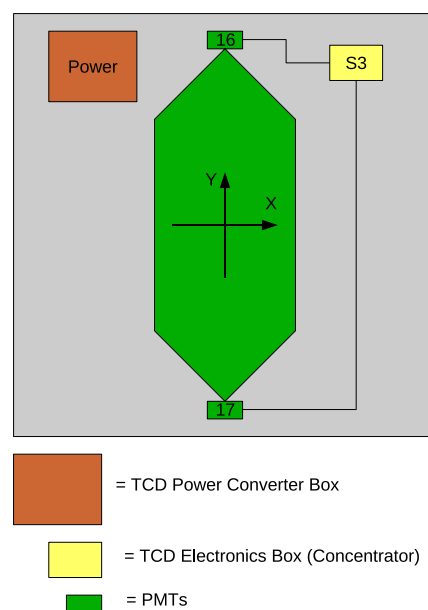 16
Power
S3
Y
X
17
= TCD Power Converter Box
= TCD Electronics Box (Concentrator)
= PMTs